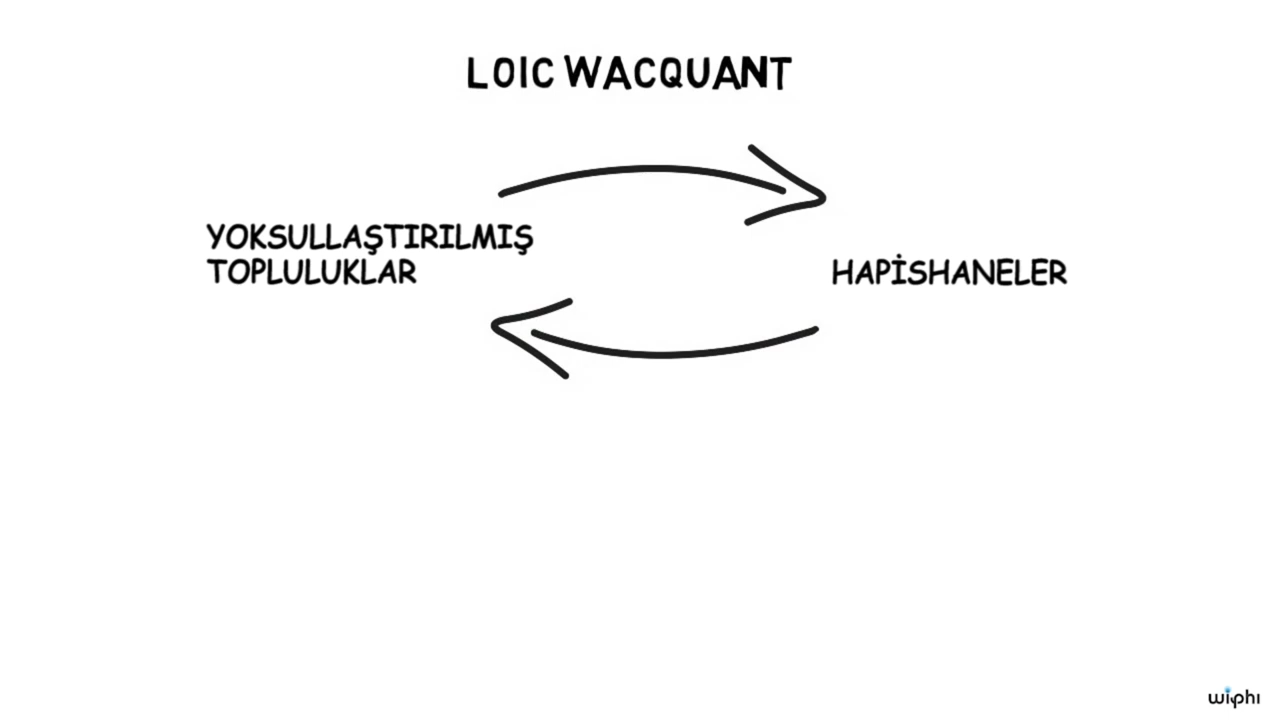 LOIC WACQUANT
YOKSULLAŞTIRILMIŞ
TOPLULUKLAR
HAPİSHANELER
wiphi